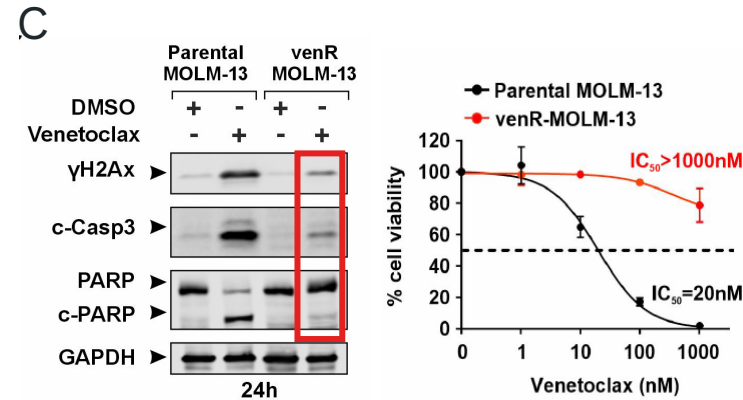 C
Parental MOLM-13
venR MOLM-13
DMSO + - + -
Venetoclax - + - +
γH2Ax
c-Casp3
PARP
c-PARP
GAPDH
24h
Parental MOLM-13
venR-MOLM-13
% cell viability
120
100
80
60
40
20
0
IC50>1000nM
IC50=20nM
0 1 10 100 1000
Venetoclax (nM)